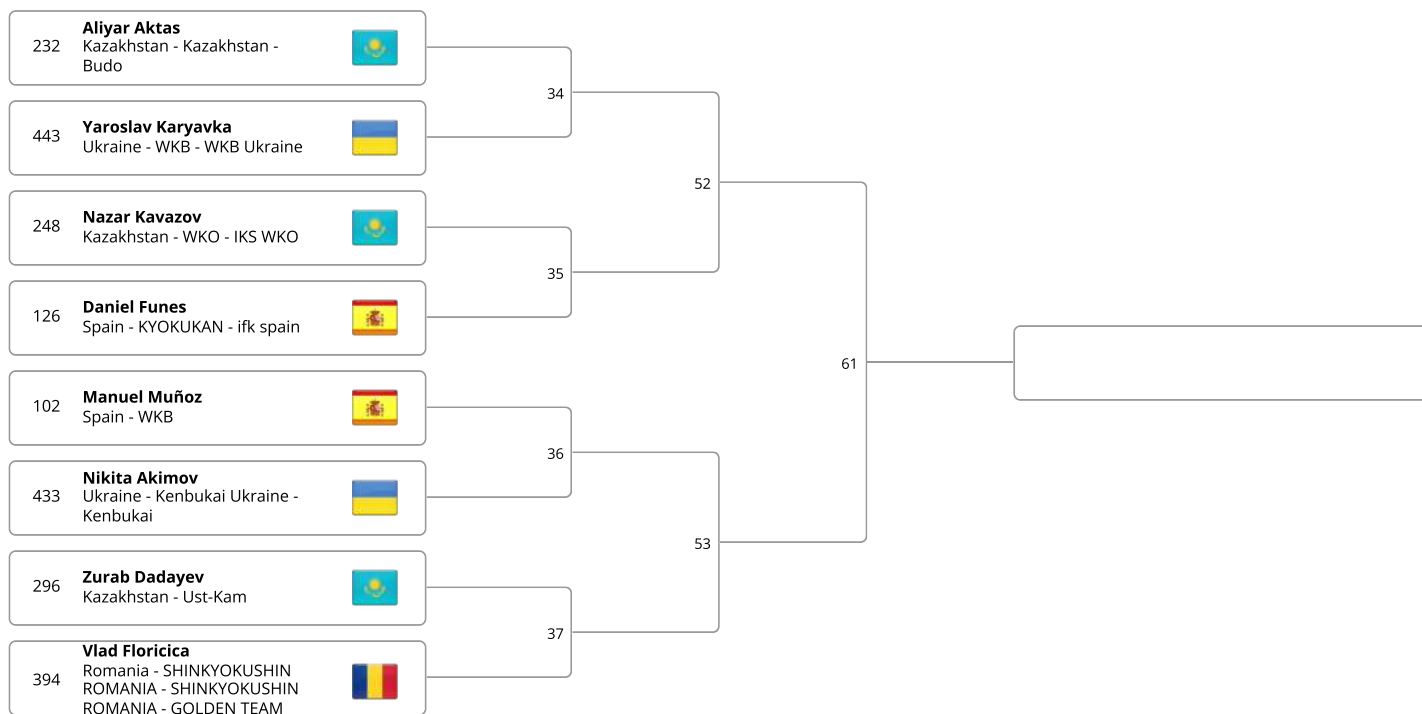 232
Aliyar Aktas
Kazakhstan - Kazakhstan -
Budo
34
443
Yaroslav Karyavka
Ukraine - WKB - WKB Ukraine
52
248
Nazar Kavazov
Kazakhstan - WKO - IKS WKO
35
126
Daniel Funes
Spain - KYOKUKAN - ifk spain
61
102
Manuel Muñoz
Spain - WKB
36
433
Nikita Akimov
Ukraine - Kenbukai Ukraine -
Kenbukai
53
296
Zurab Dadayev
Kazakhstan - Ust-Kam
37
394
Vlad Floricica
Romania - SHINKYOKUSHIN
ROMANIA - SHINKYOKUSHIN
ROMANIA - GOLDEN TEAM